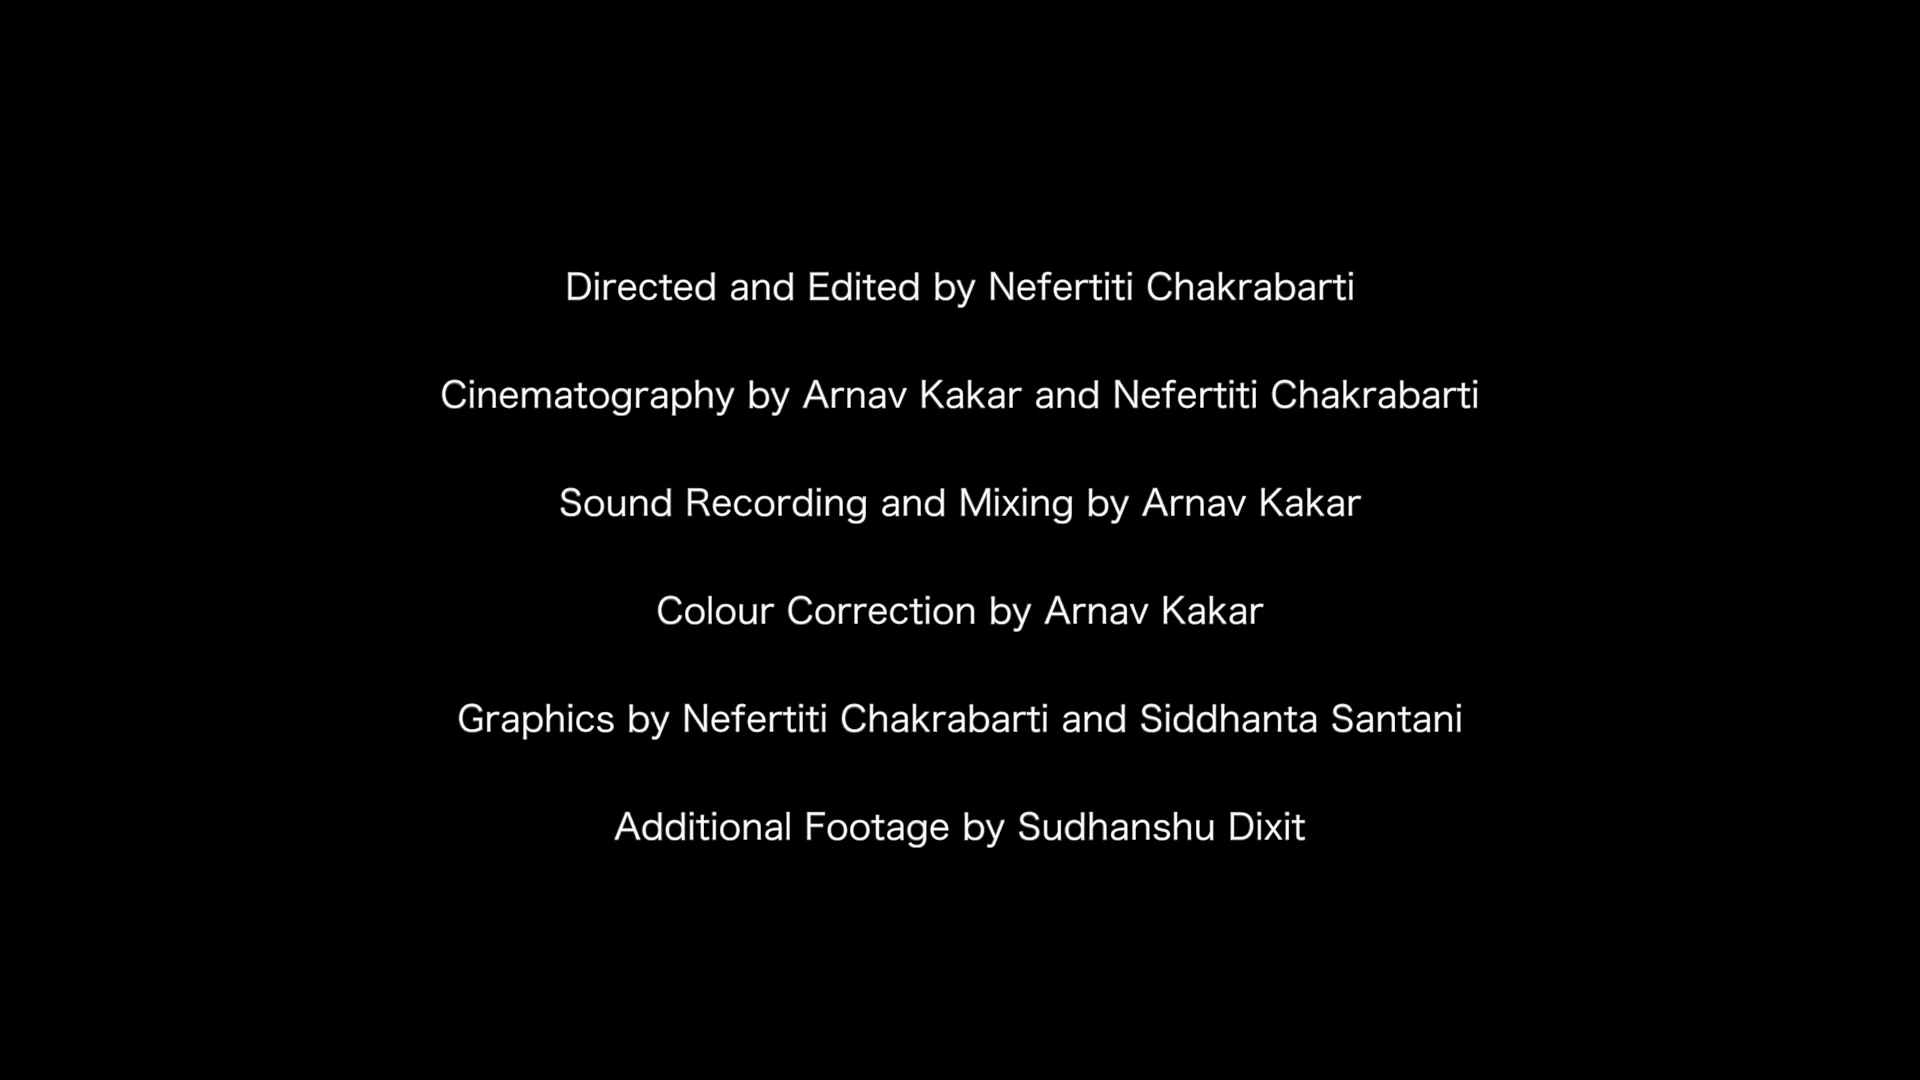 Directed and Edited by Nefertiti Chakrabarti
Cinematography by Arnav Kakar and Nefertiti Chakrabarti
Sound Recording and Mixing by Arnav Kakar
Colour Correction by Arnav Kakar
Graphics by Nefertiti Chakrabarti and Siddhanta Santani
Additional Footage by Sudhanshu Dixit